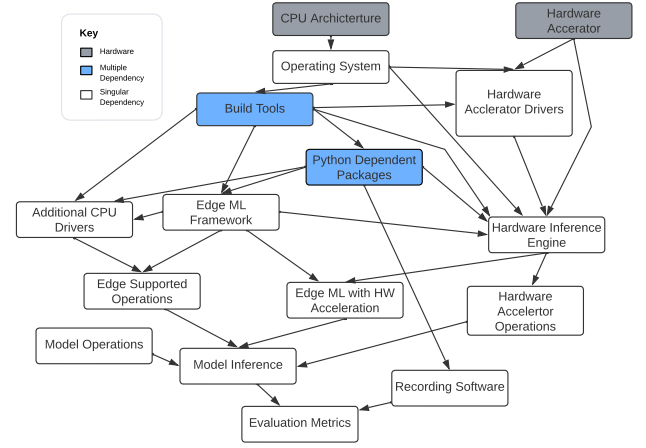 CPU Archicterture
Hardware
Accerator
Key
Hardware
Multiple
Dependency
Singular
Dependency
Operating System
Hardware
Acclerator Drivers
Build Tools
Python Dependent
Packages
Additional CPU
Drivers
Edge ML
Framework
Hardware Inference
Engine
Edge Supported
Operations
Edge ML with HW
Acceleration
Hardware
Accelertor
Operations
Model Operations
Model Inference
Recording Software
Evaluation Metrics